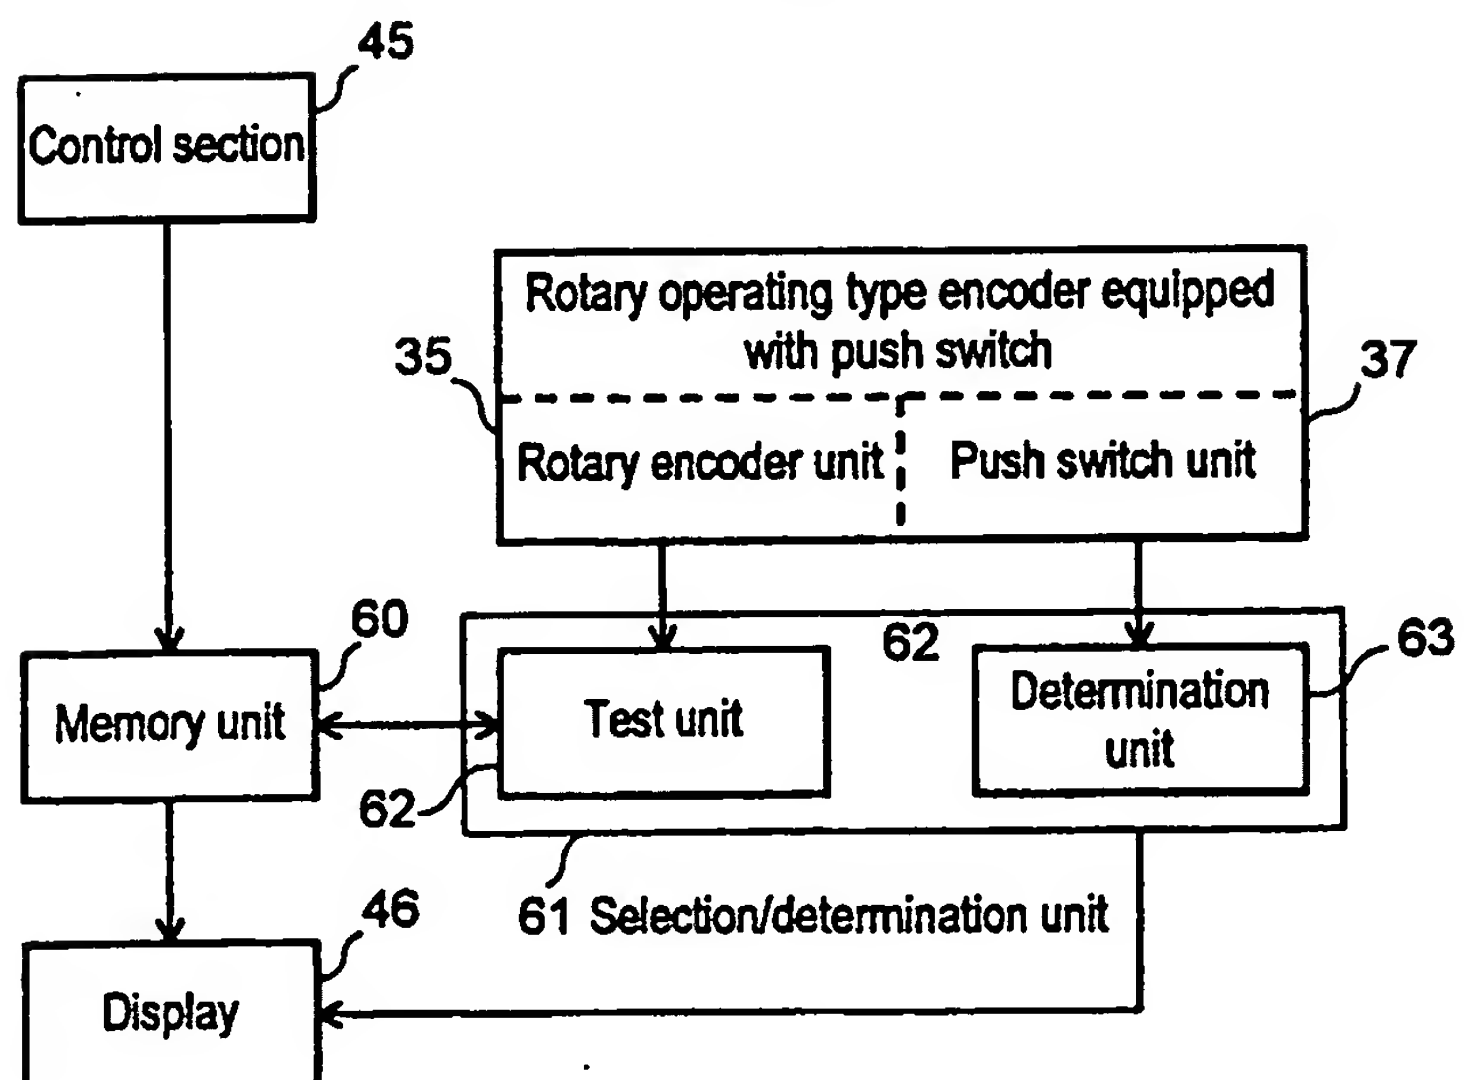 45
Control section
Rotary operating type encoder equipped
with push switch
35
37
Rotary encoder unit
Push switch unit
60
62
63
Memory unit
Test unit
Determination
unit
62
46
61 Selection/determination unit
Display